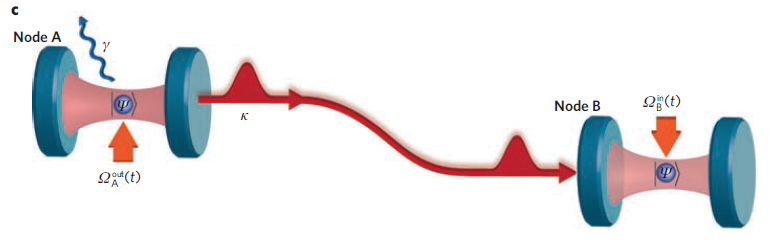 c
Node A
γ
|Ψ⟩
κ
Ω_A^out(t)
Node B
Ω_B^in(t)
|Ψ⟩